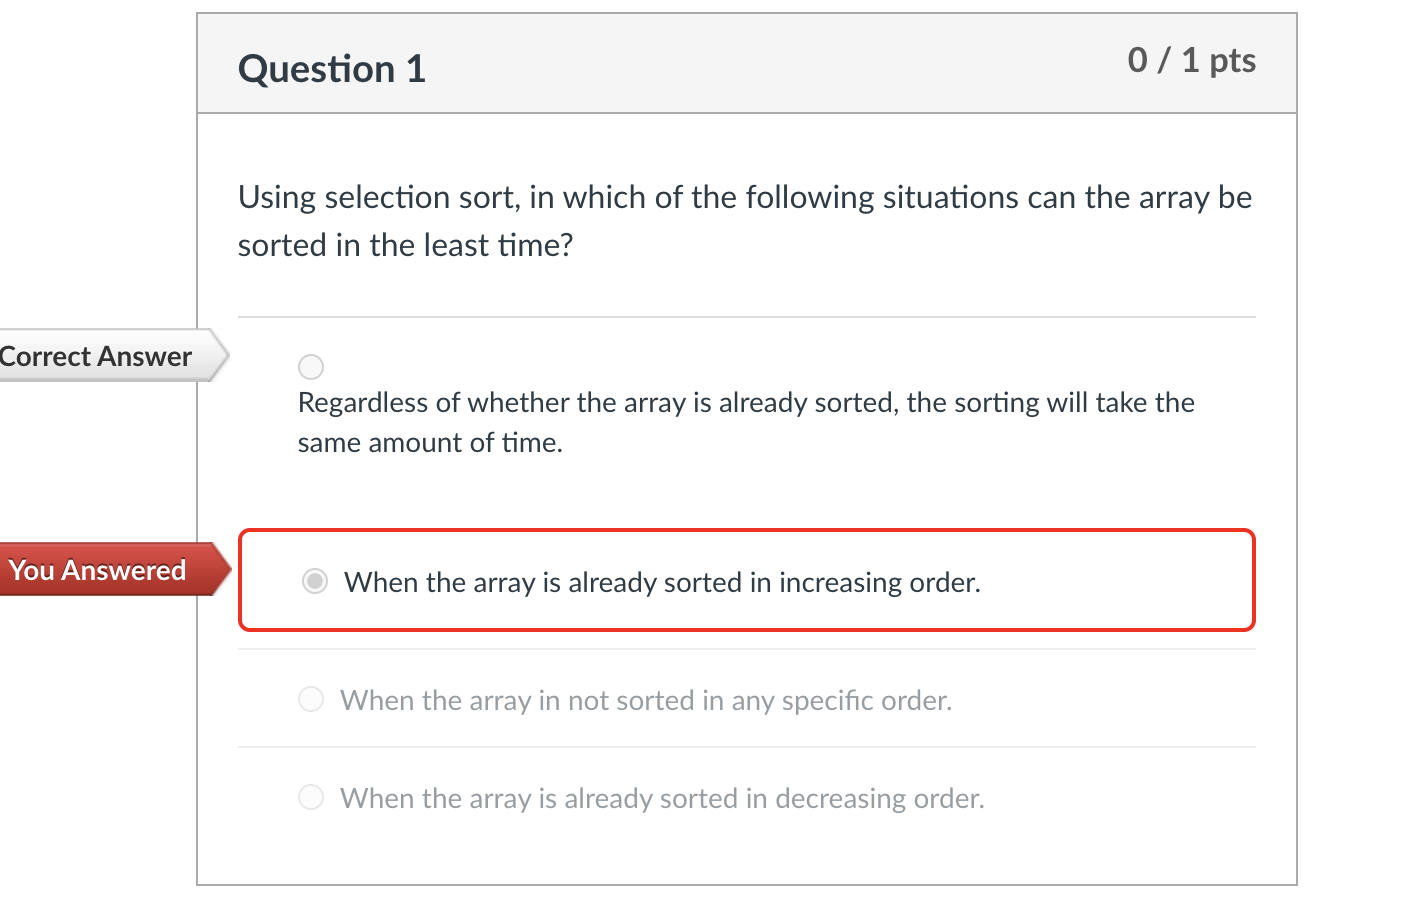 Question 1
0 / 1 pts
Using selection sort, in which of the following situations can the array be
sorted in the least time?
Correct Answer
Regardless of whether the array is already sorted, the sorting will take the
same amount of time.
You Answered
When the array is already sorted in increasing order.
When the array in not sorted in any specific order.
When the array is already sorted in decreasing order.